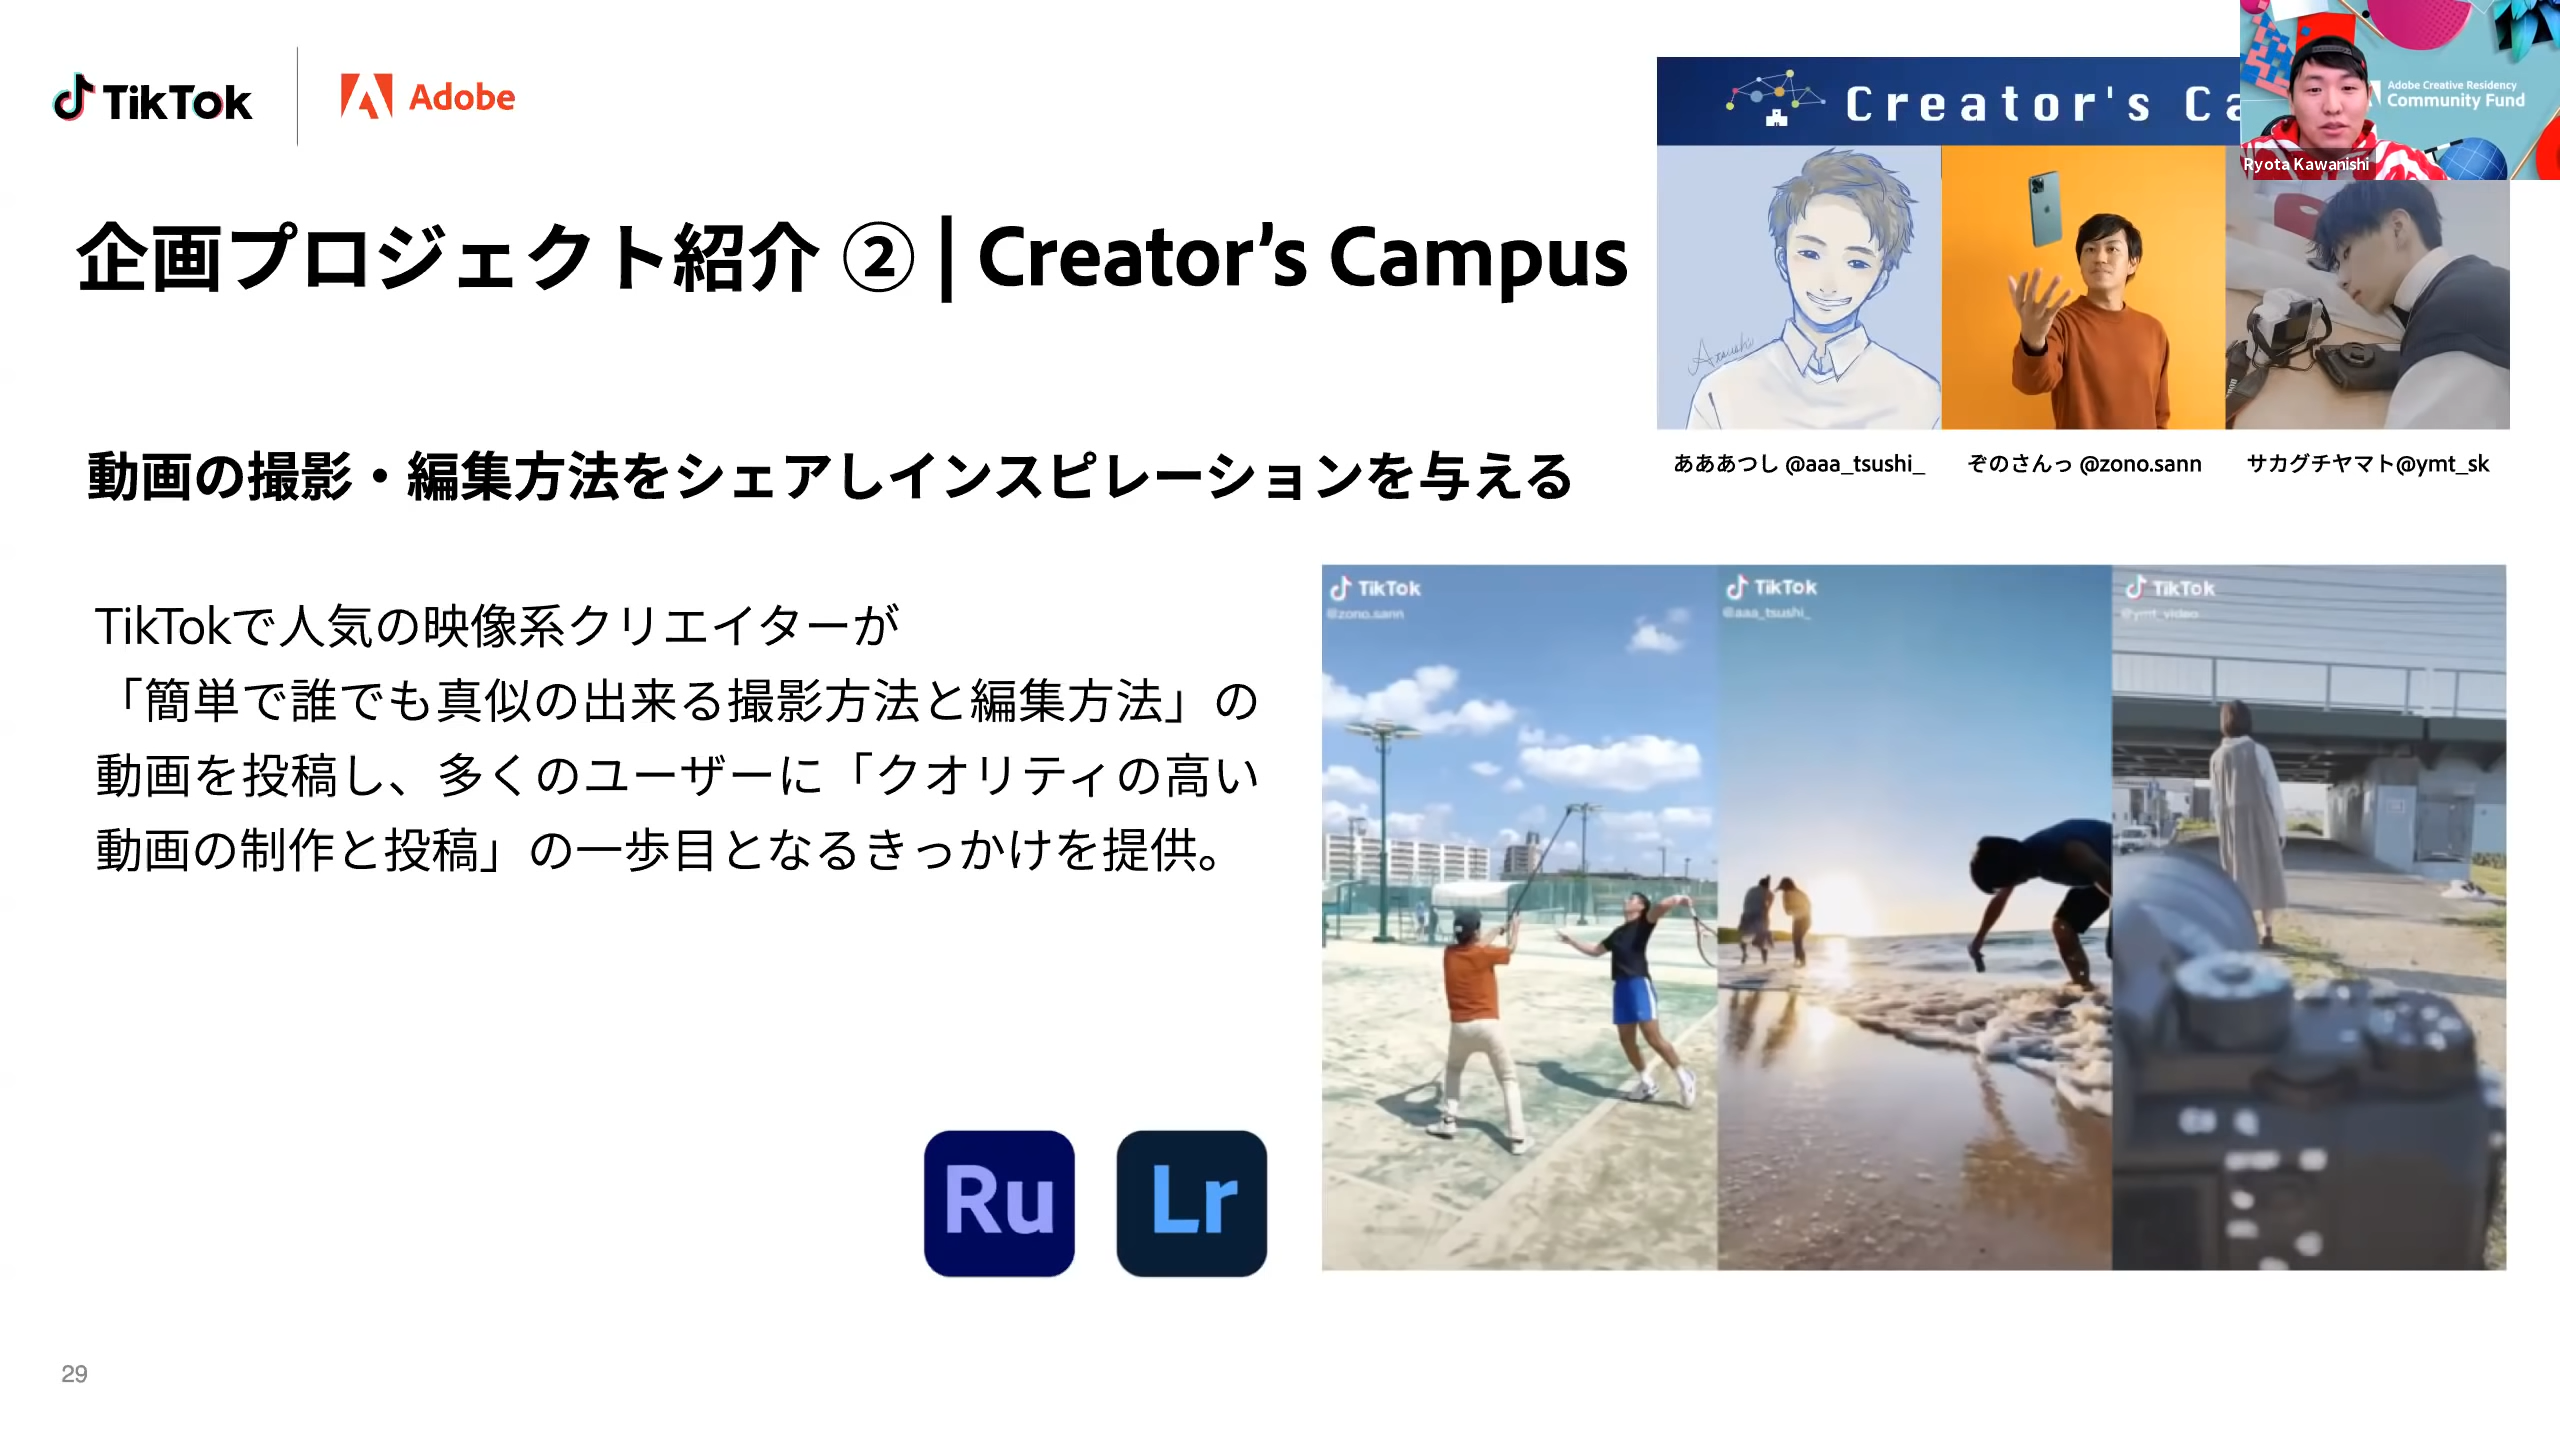 TikTok
Adobe
Creator's Ca
Adobe Creative Residency
Community Fund
Ryota Kawanishi
企画プロジェクト紹介 ② | Creator’s Campus
動画の撮影・編集方法をシェアしインスピレーションを与える
あああつし @aaa_tsushi_
ぞのさんっ @zono.sann
サカグチヤマト@ymt_sk
TikTokで人気の映像系クリエイターが
「簡単で誰でも真似の出来る撮影方法と編集方法」の
動画を投稿し、多くのユーザーに「クオリティの高い
動画の制作と投稿」の一歩目となるきっかけを提供。
TikTok
@zono.sann
TikTok
@aaa_tsushi_
TikTok
@ymt_video
Ru
Lr
29